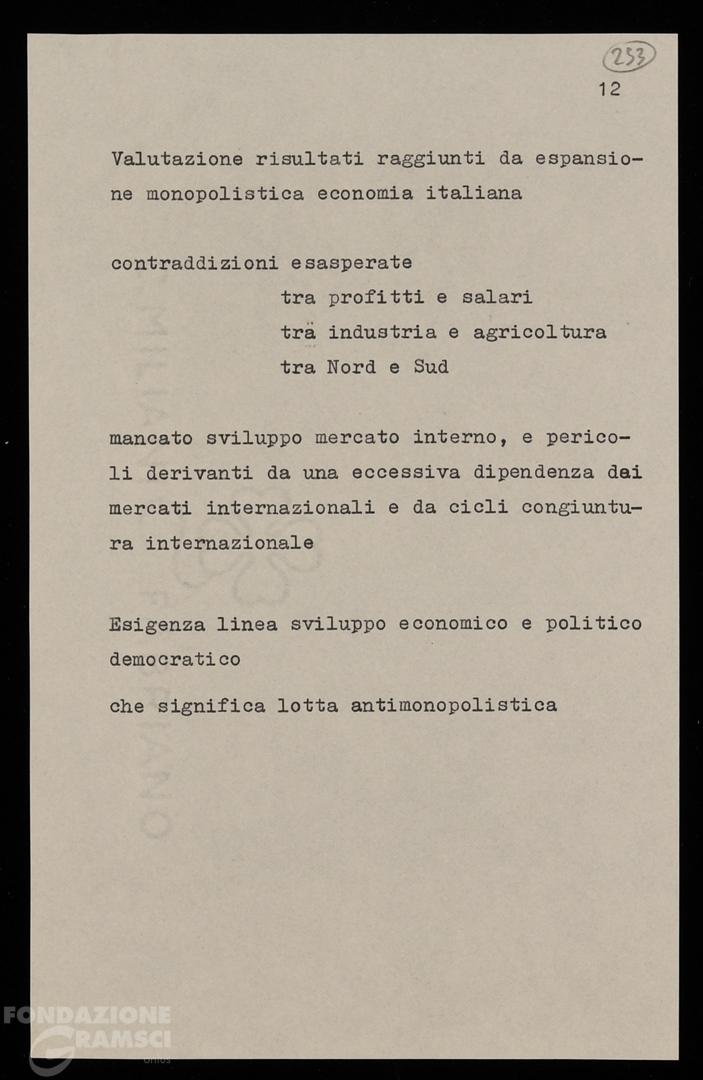 253
12
Valutazione risultati raggiunti da espansio-
ne monopolistica economia italiana
contraddizioni esasperate
tra profitti e salari
tra industria e agricoltura
tra Nord e Sud
mancato sviluppo mercato interno, e perico-
li derivanti da una eccessiva dipendenza dai
mercati internazionali e da cicli congiuntu-
ra internazionale
Esigenza linea sviluppo economico e politico
democratico
che significa lotta antimonopolistica
FONDAZIONE
GRAMSCI
onlus